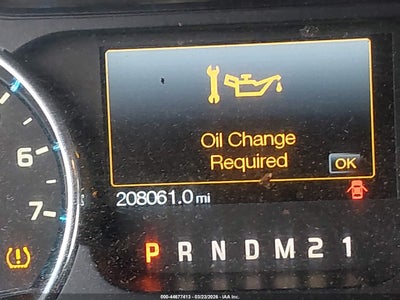 Oil Change
Required
OK
6
208061.0 mi
7
P R N D M 2 1
000-44677413 - 03/23/2026 - IAA Inc.